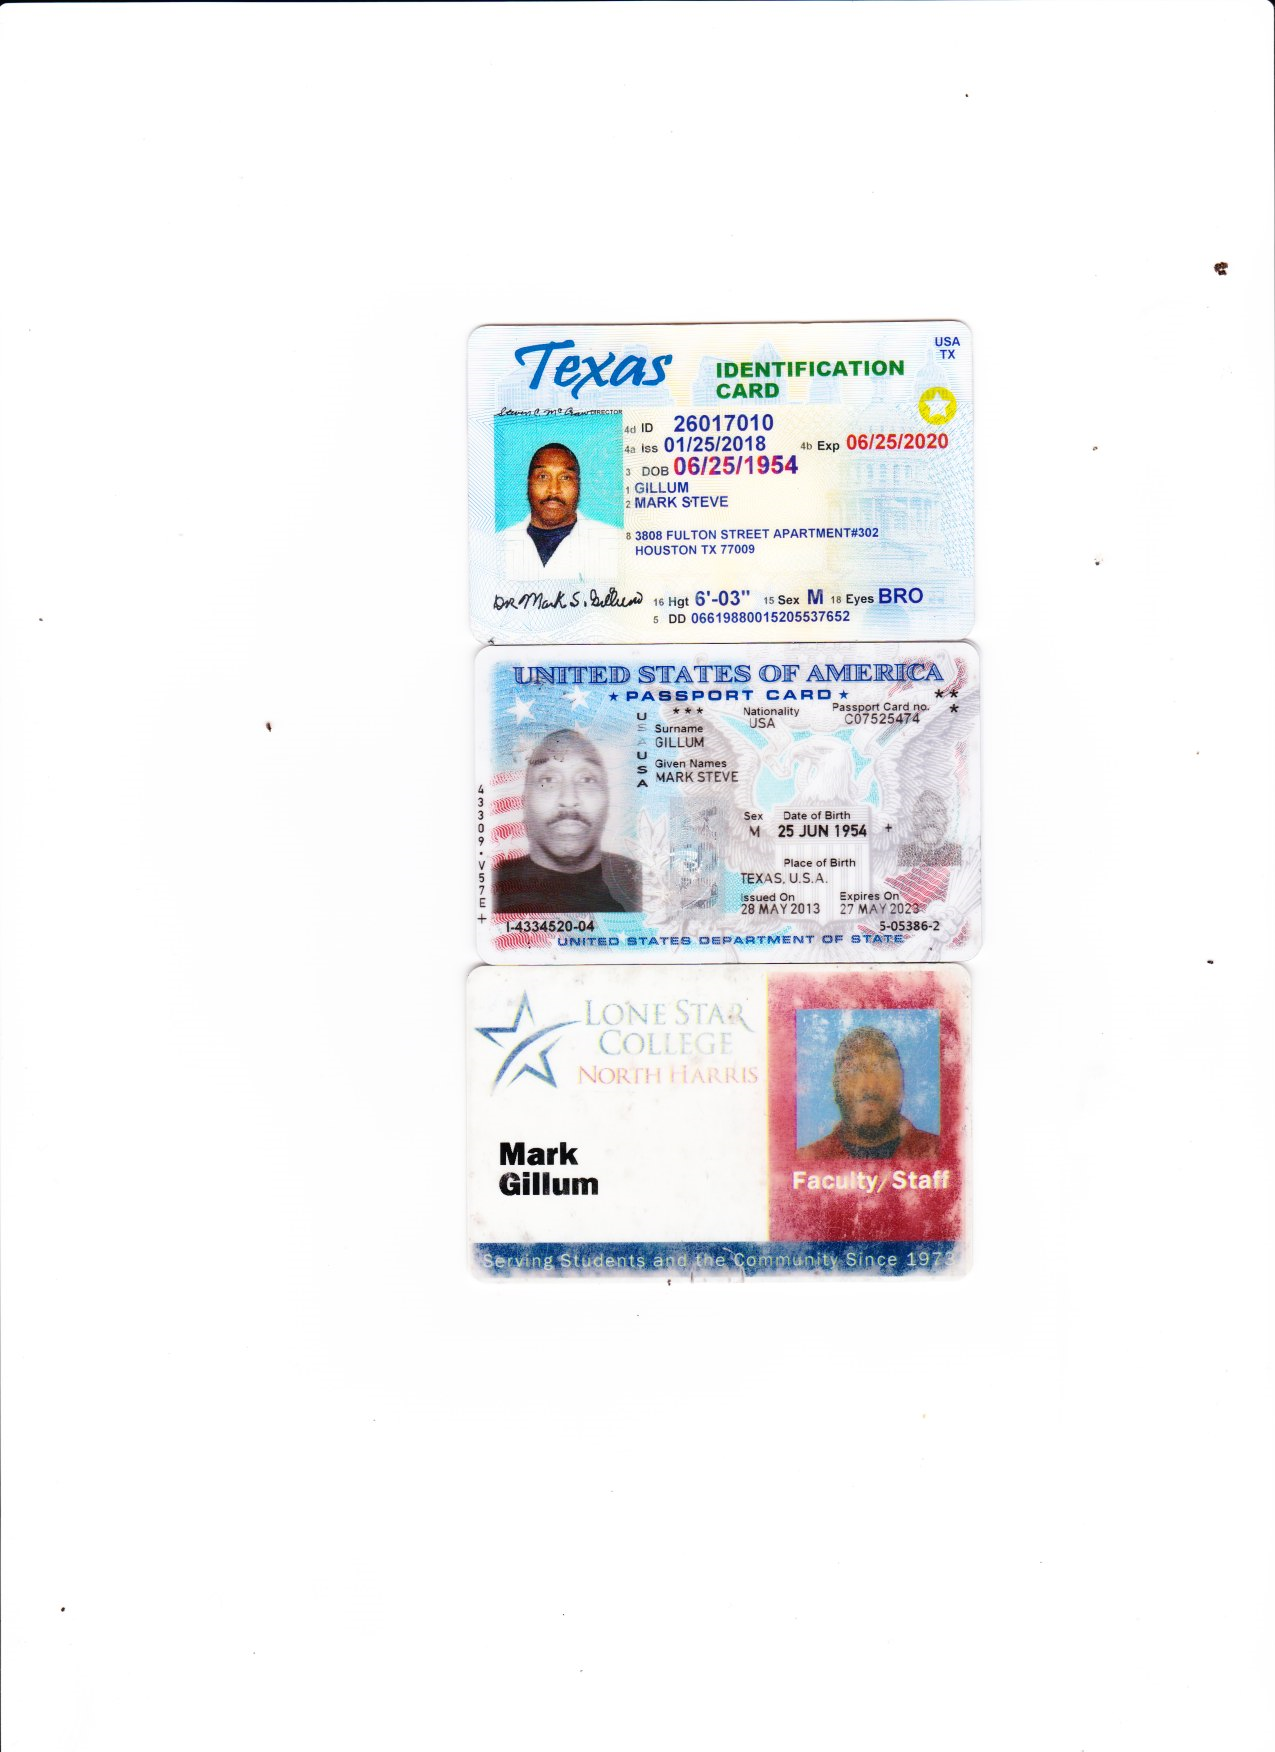 Texas
IDENTIFICATION
CARD
USA
TX
DIRECTOR
4d ID 26017010
4a Iss 01/25/2018 4b Exp 06/25/2020
3 DOB 06/25/1954
1 GILLUM
2 MARK STEVE
8 3808 FULTON STREET APARTMENT#302
HOUSTON TX 77009
DR Mark S. Gillum
16 Hgt 6'-03" 15 Sex M 18 Eyes BRO
5 DD 06619880015205537652
UNITED STATES OF AMERICA
★ PASSPORT CARD ★
USA
USA
Nationality
USA
Passport Card no.
C07525474
Surname
GILLUM
Given Names
MARK STEVE
Sex
M
Date of Birth
25 JUN 1954
Place of Birth
TEXAS, U.S.A.
Issued On
28 MAY 2013
Expires On
27 MAY 2023
43309•V57E+
I-4334520-04
5-05386-2
UNITED STATES DEPARTMENT OF STATE
LONE STAR
COLLEGE
NORTH HARRIS
Mark
Gillum
Faculty/Staff
Serving Students and the Community Since 1973